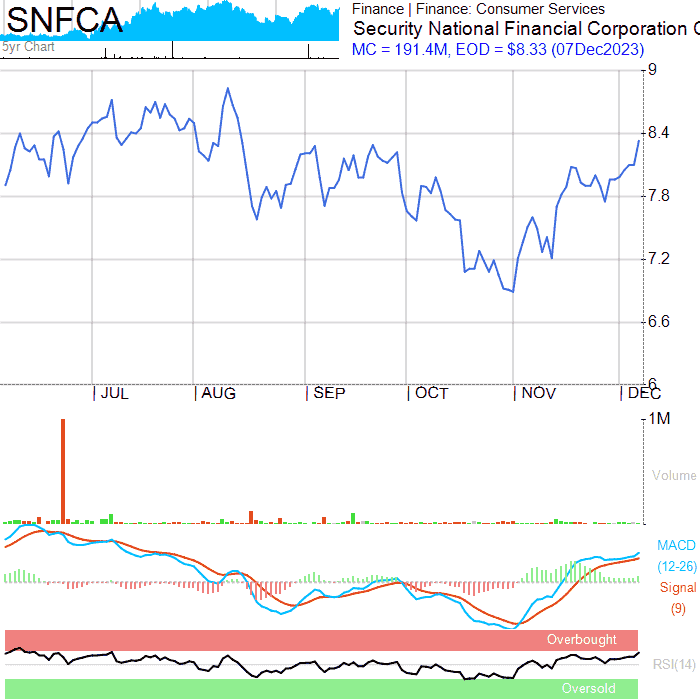 SNFCA
5yr Chart
Finance | Finance: Consumer Services
Security National Financial Corporation C
MC = 191.4M, EOD = $8.33 (07Dec2023)
9
8.4
7.8
7.2
6.6
6
JUL AUG SEP OCT NOV DEC
1M
Volume
MACD
(12-26)
Signal
(9)
Overbought
RSI(14)
Oversold